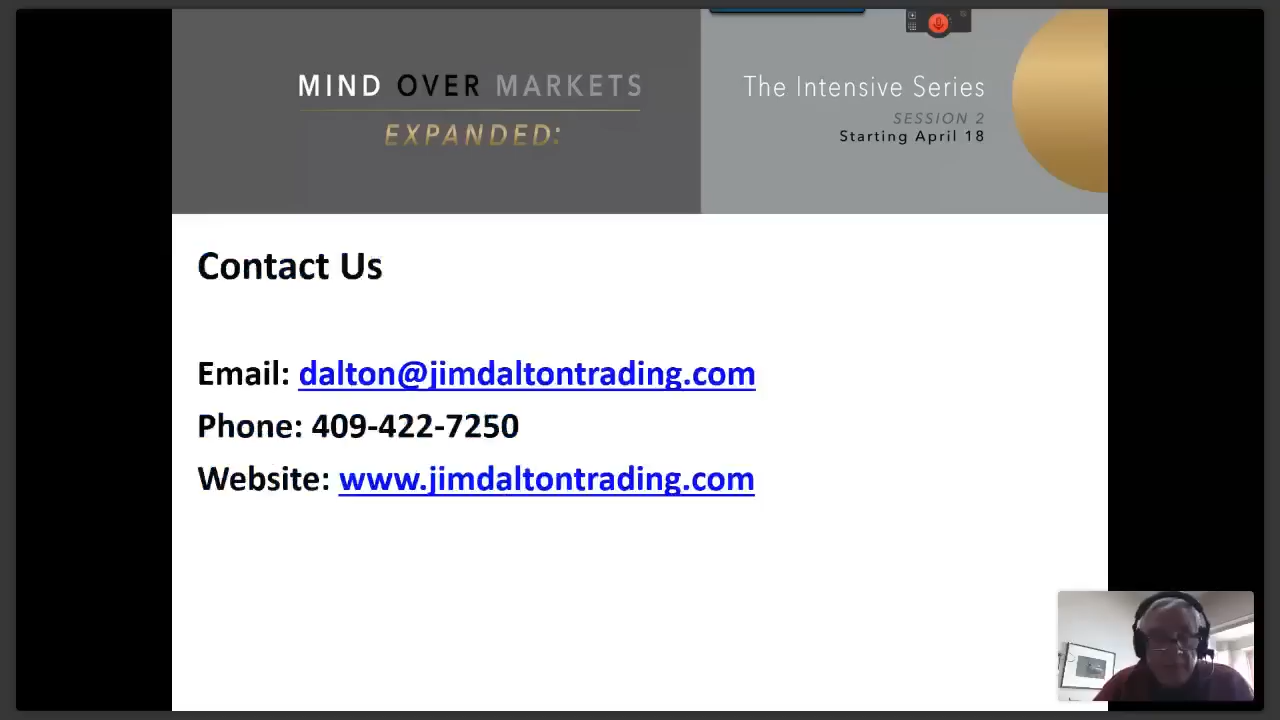 MIND OVER MARKETS
EXPANDED:
The Intensive Series
SESSION 2
Starting April 18
Contact Us
Email: dalton@jimdaltontrading.com
Phone: 409-422-7250
Website: www.jimdaltontrading.com